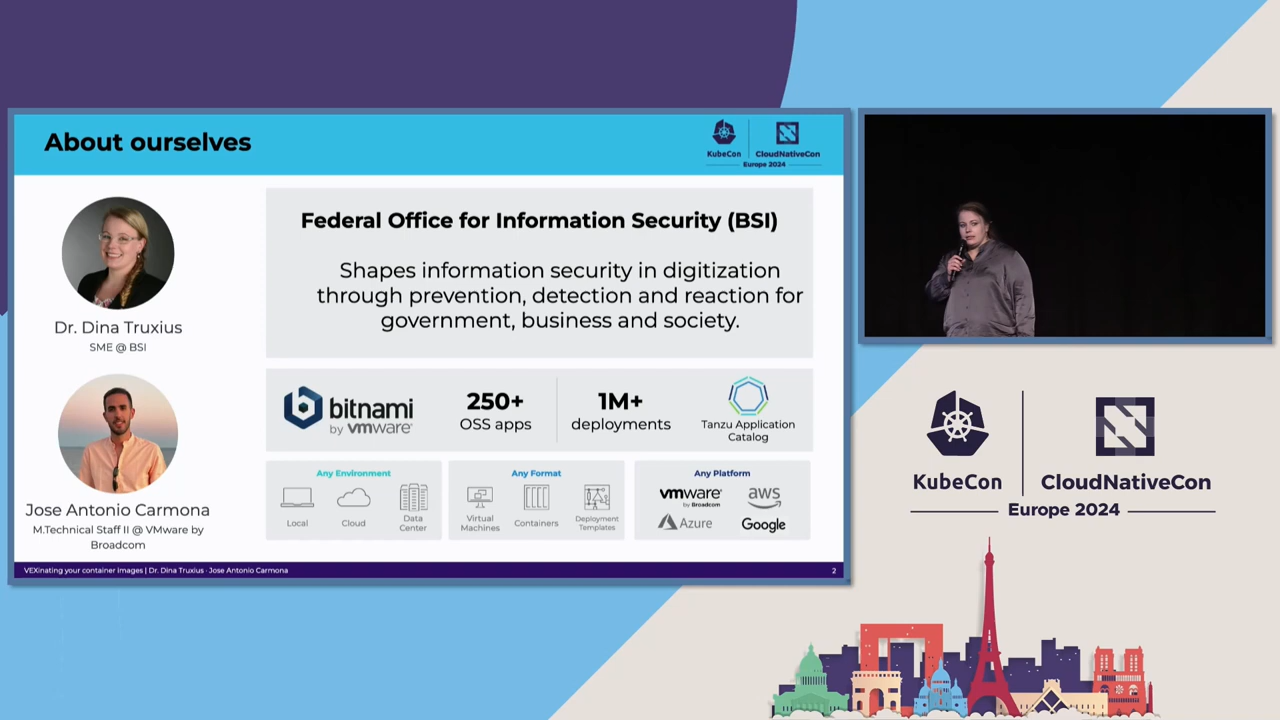 About ourselves
KubeCon
CloudNativeCon
Europe 2024
Dr. Dina Truxius
SME @ BSI
Jose Antonio Carmona
M.Technical Staff II @ VMware by
Broadcom
Federal Office for Information Security (BSI)
Shapes information security in digitization
through prevention, detection and reaction for
government, business and society.
bitnami
by vmware®
250+
OSS apps
1M+
deployments
Tanzu Application
Catalog
Any Environment
Local
Cloud
Data
Center
Any Format
Virtual
Machines
Containers
Deployment
Templates
Any Platform
vmware®
by Broadcom
aws
Azure
Google
VEXinating your container images | Dr. Dina Truxius · Jose Antonio Carmona
2
KubeCon
CloudNativeCon
Europe 2024